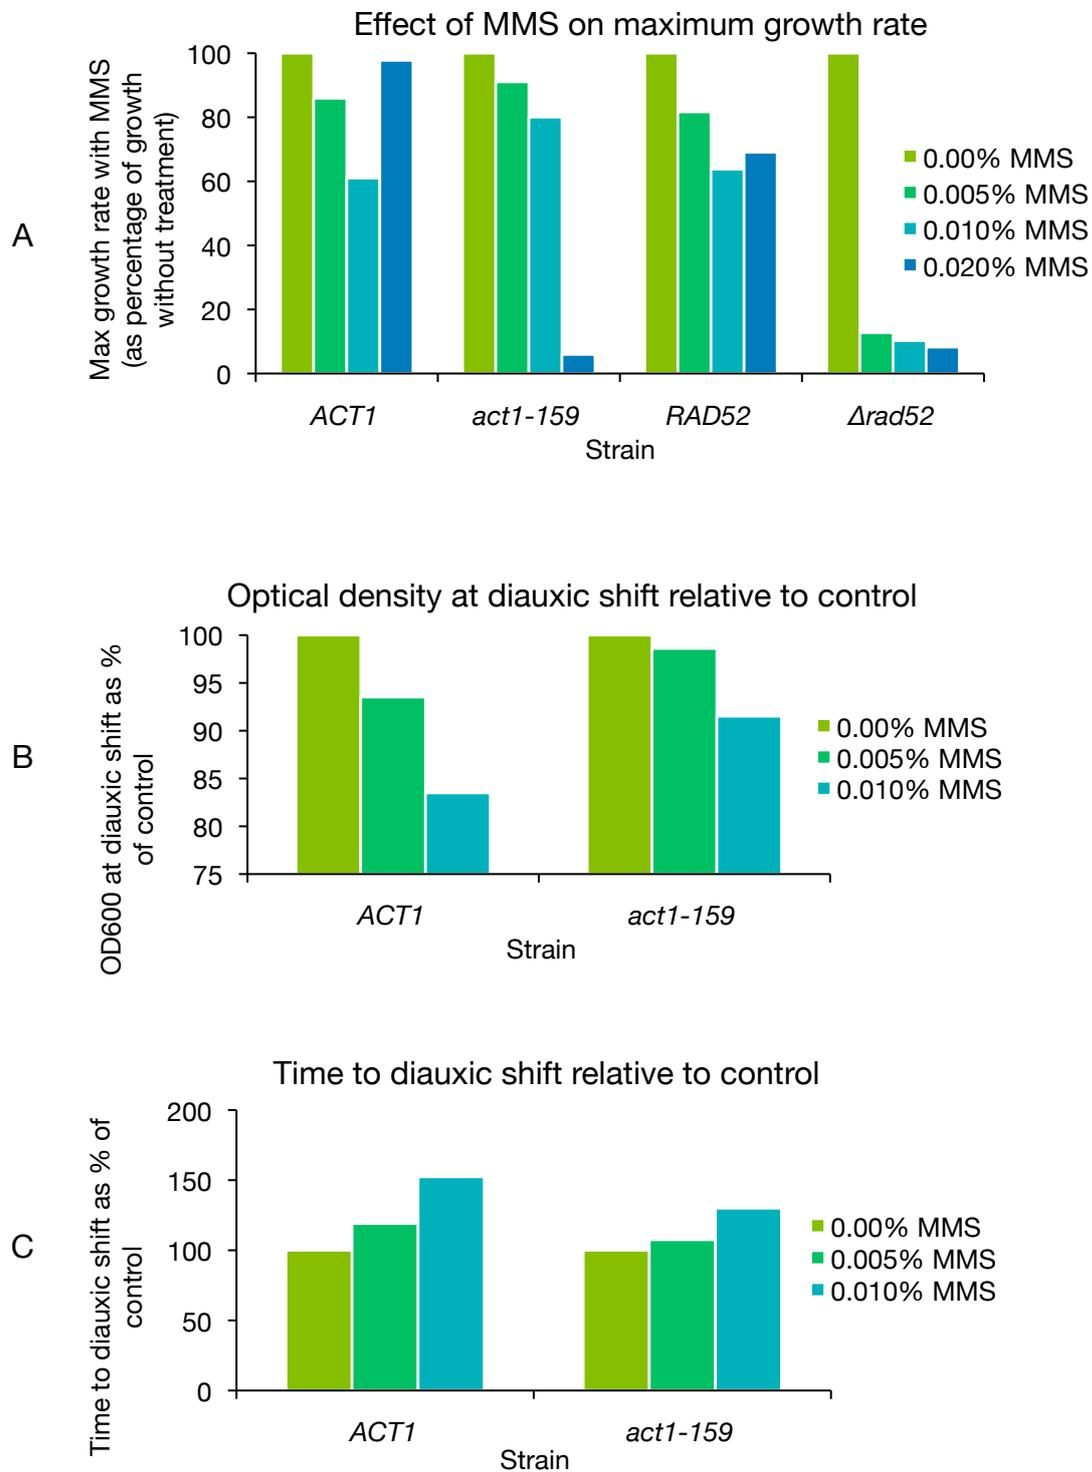 Effect of MMS on maximum growth rate
A
Max growth rate with MMS
(as percentage of growth
without treatment)
100
80
60
40
20
0
ACT1 act1-159 RAD52 Δrad52
Strain
0.00% MMS
0.005% MMS
0.010% MMS
0.020% MMS
Optical density at diauxic shift relative to control
B
OD600 at diauxic shift as %
of control
100
95
90
85
80
75
ACT1 act1-159
Strain
0.00% MMS
0.005% MMS
0.010% MMS
Time to diauxic shift relative to control
C
Time to diauxic shift as % of
control
200
150
100
50
0
ACT1 act1-159
Strain
0.00% MMS
0.005% MMS
0.010% MMS